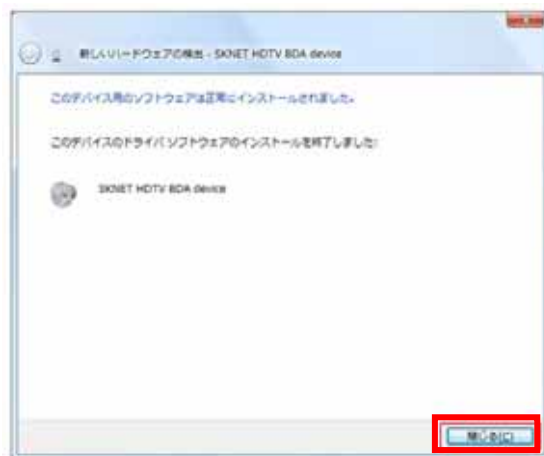 新しいハードウェアの検出 - SKNET HDTV BDA device
このデバイス用のソフトウェアは正常にインストールされました。
このデバイスのドライバ ソフトウェアのインストールを終了しました:
SKNET HDTV BDA device
閉じる(C)